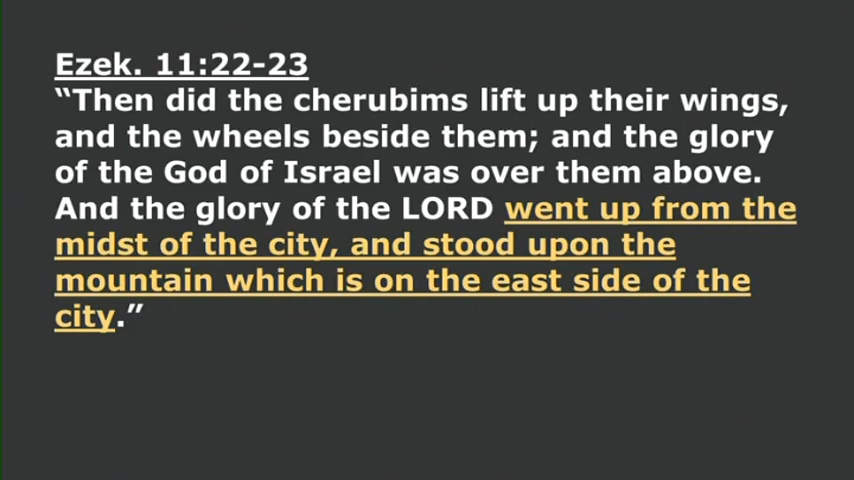 Ezek. 11:22-23
“Then did the cherubims lift up their wings,
and the wheels beside them; and the glory
of the God of Israel was over them above.
And the glory of the LORD went up from the
midst of the city, and stood upon the
mountain which is on the east side of the
city.”